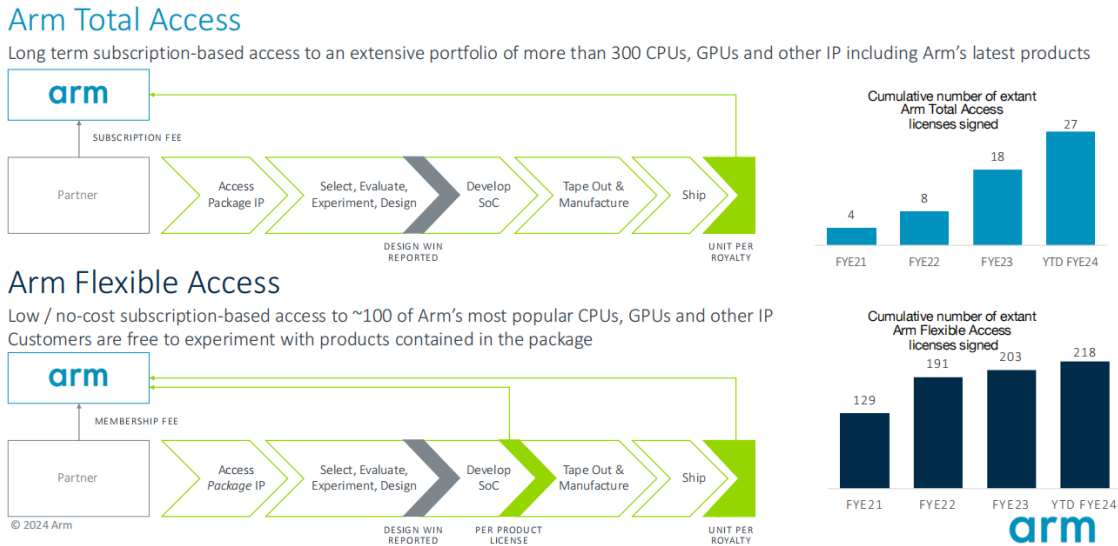 Arm Total Access
Long term subscription-based access to an extensive portfolio of more than 300 CPUs, GPUs and other IP including Arm's latest products
arm
SUBSCRIPTION FEE
Partner
Access
Package IP
Select, Evaluate,
Experiment, Design
Develop
SoC
Tape Out &
Manufacture
Ship
DESIGN WIN
REPORTED
UNIT PER
ROYALTY
Cumulative number of extant
Arm Total Access
licenses signed
4
8
18
27
FYE21
FYE22
FYE23
YTD FYE24
Arm Flexible Access
Low / no-cost subscription-based access to ~100 of Arm's most popular CPUs, GPUs and other IP
Customers are free to experiment with products contained in the package
arm
MEMBERSHIP FEE
Partner
Access
Package IP
Select, Evaluate,
Experiment, Design
Develop
SoC
Tape Out &
Manufacture
Ship
DESIGN WIN
REPORTED
PER PRODUCT
LICENSE
UNIT PER
ROYALTY
Cumulative number of extant
Arm Flexible Access
licenses signed
129
191
203
218
FYE21
FYE22
FYE23
YTD FYE24
© 2024 Arm
arm